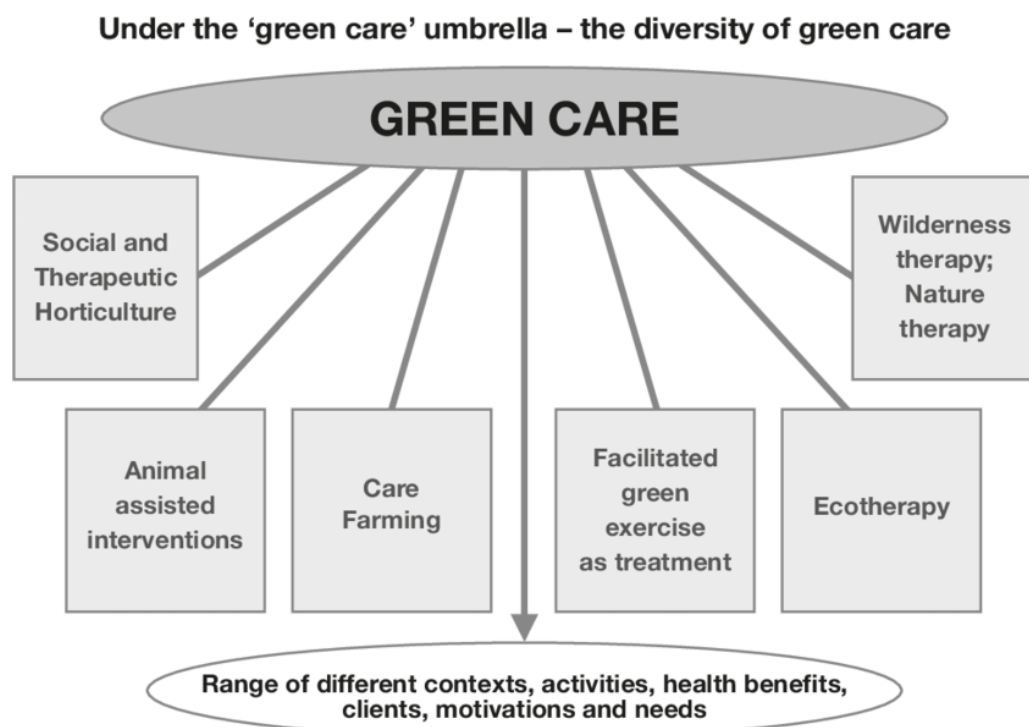 Under the ‘green care’ umbrella – the diversity of green care
GREEN CARE
Social and
Therapeutic
Horticulture
Wilderness
therapy;
Nature
therapy
Animal
assisted
interventions
Care
Farming
Facilitated
green
exercise
as treatment
Ecotherapy
Range of different contexts, activities, health benefits,
clients, motivations and needs